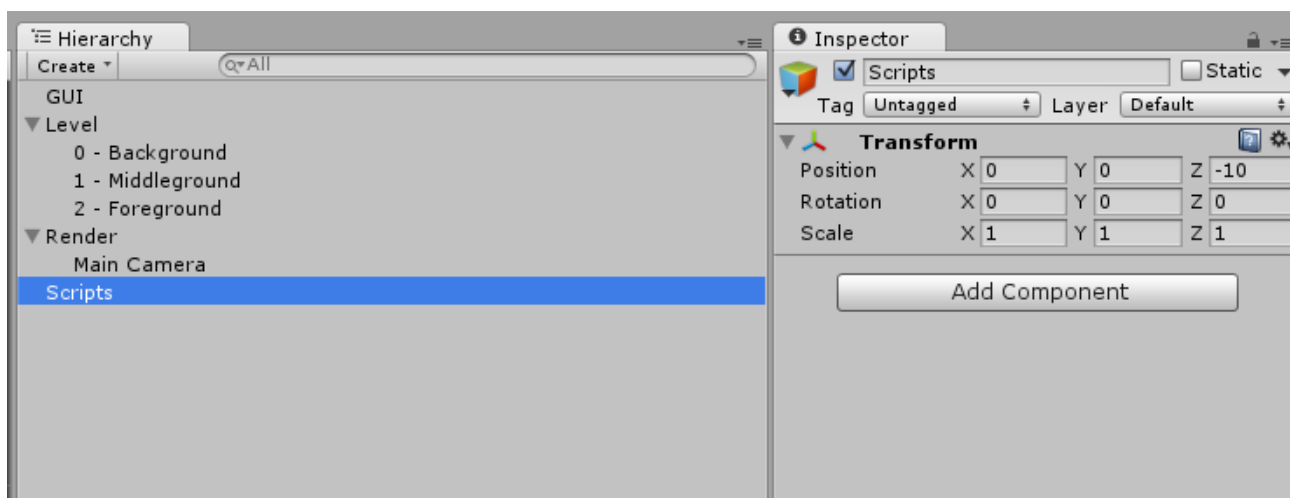 Hierarchy
Create
All
GUI
Level
0 - Background
1 - Middleground
2 - Foreground
Render
Main Camera
Scripts
Inspector
Scripts Static
Tag Untagged Layer Default
Transform
Position X 0 Y 0 Z -10
Rotation X 0 Y 0 Z 0
Scale X 1 Y 1 Z 1
Add Component